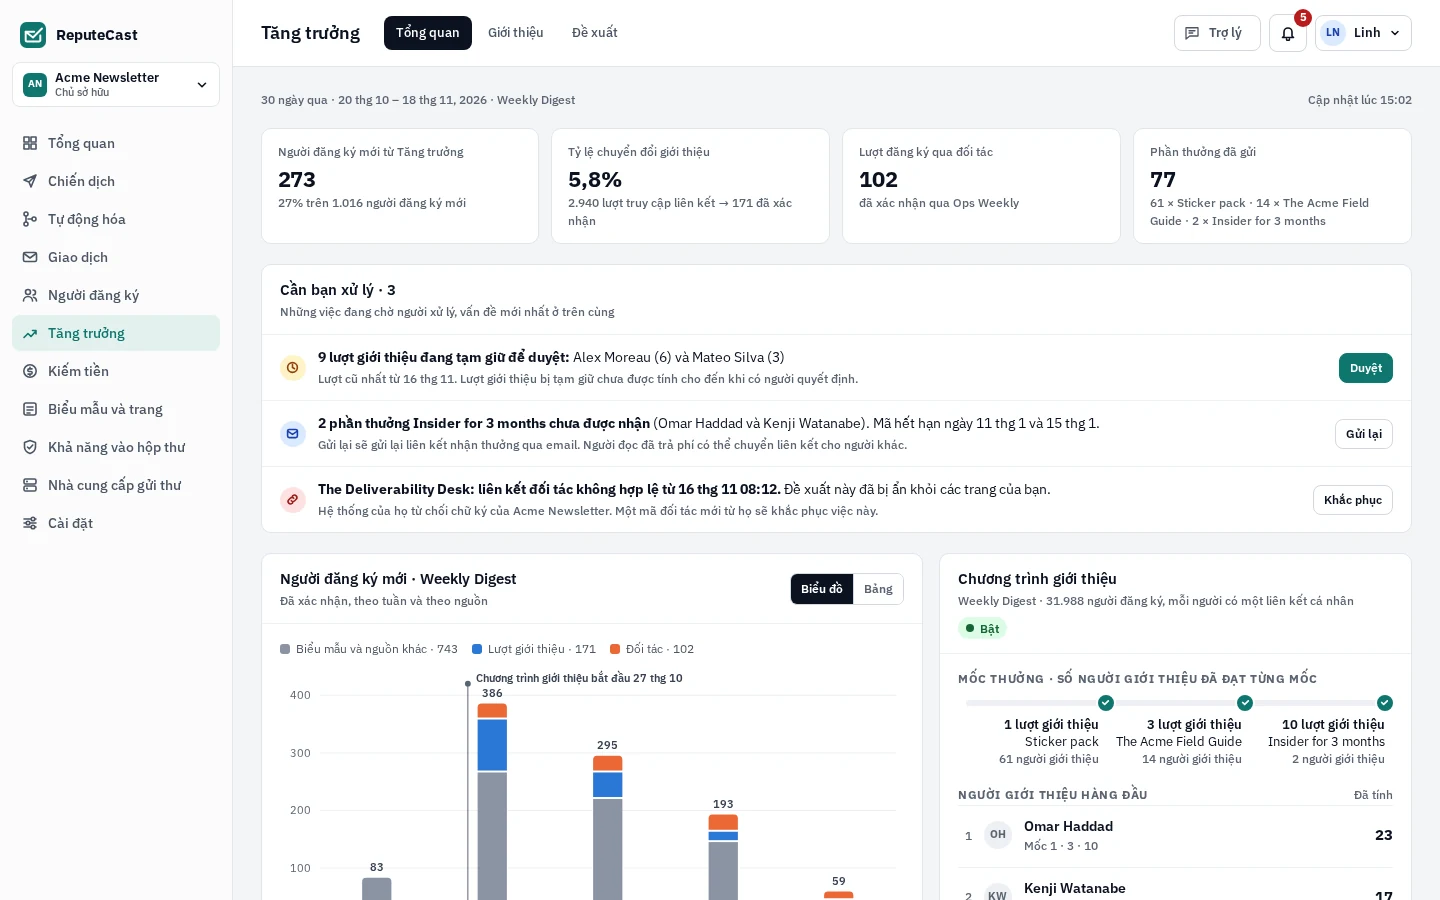 ReputeCast
AN
Acme Newsletter
Chủ sở hữu
Tổng quan
Chiến dịch
Tự động hóa
Giao dịch
Người đăng ký
Tăng trưởng
Kiếm tiền
Biểu mẫu và trang
Khả năng vào hộp thư
Nhà cung cấp gửi thư
Cài đặt
Tăng trưởng
Tổng quan
Giới thiệu
Đề xuất
Trợ lý
5
LN
Linh
30 ngày qua · 20 thg 10 – 18 thg 11, 2026 · Weekly Digest
Cập nhật lúc 15:02
Người đăng ký mới từ Tăng trưởng
273
27% trên 1.016 người đăng ký mới
Tỷ lệ chuyển đổi giới thiệu
5,8%
2.940 lượt truy cập liên kết → 171 đã xác
nhận
Lượt đăng ký qua đối tác
102
đã xác nhận qua Ops Weekly
Phần thưởng đã gửi
77
61 × Sticker pack · 14 × The Acme Field
Guide · 2 × Insider for 3 months
Cần bạn xử lý · 3
Những việc đang chờ người xử lý, vấn đề mới nhất ở trên cùng
9 lượt giới thiệu đang tạm giữ để duyệt: Alex Moreau (6) và Mateo Silva (3)
Lượt cũ nhất từ 16 thg 11. Lượt giới thiệu bị tạm giữ chưa được tính cho đến khi có người quyết định.
Duyệt
2 phần thưởng Insider for 3 months chưa được nhận (Omar Haddad và Kenji Watanabe). Mã hết hạn ngày 11 thg 1 và 15 thg 1.
Gửi lại sẽ gửi lại liên kết nhận thưởng qua email. Người đọc đã trả phí có thể chuyển liên kết cho người khác.
Gửi lại
The Deliverability Desk: liên kết đối tác không hợp lệ từ 16 thg 11 08:12. Đề xuất này đã bị ẩn khỏi các trang của bạn.
Hệ thống của họ từ chối chữ ký của Acme Newsletter. Một mã đối tác mới từ họ sẽ khắc phục việc này.
Khắc phục
Người đăng ký mới · Weekly Digest
Đã xác nhận, theo tuần và theo nguồn
Biểu đồ
Bảng
Biểu mẫu và nguồn khác · 743
Lượt giới thiệu · 171
Đối tác · 102
Chương trình giới thiệu bắt đầu 27 thg 10
400
300
200
100
83
386
295
193
59
Chương trình giới thiệu
Weekly Digest · 31.988 người đăng ký, mỗi người có một liên kết cá nhân
Bật
MỐC THƯỞNG · SỐ NGƯỜI GIỚI THIỆU ĐÃ ĐẠT TỪNG MỐC
1 lượt giới thiệu
Sticker pack
61 người giới thiệu
3 lượt giới thiệu
The Acme Field Guide
14 người giới thiệu
10 lượt giới thiệu
Insider for 3 months
2 người giới thiệu
NGƯỜI GIỚI THIỆU HÀNG ĐẦU
Đã tính
1
OH
Omar Haddad
Mốc 1 · 3 · 10
23
2
KW
Kenji Watanabe
17